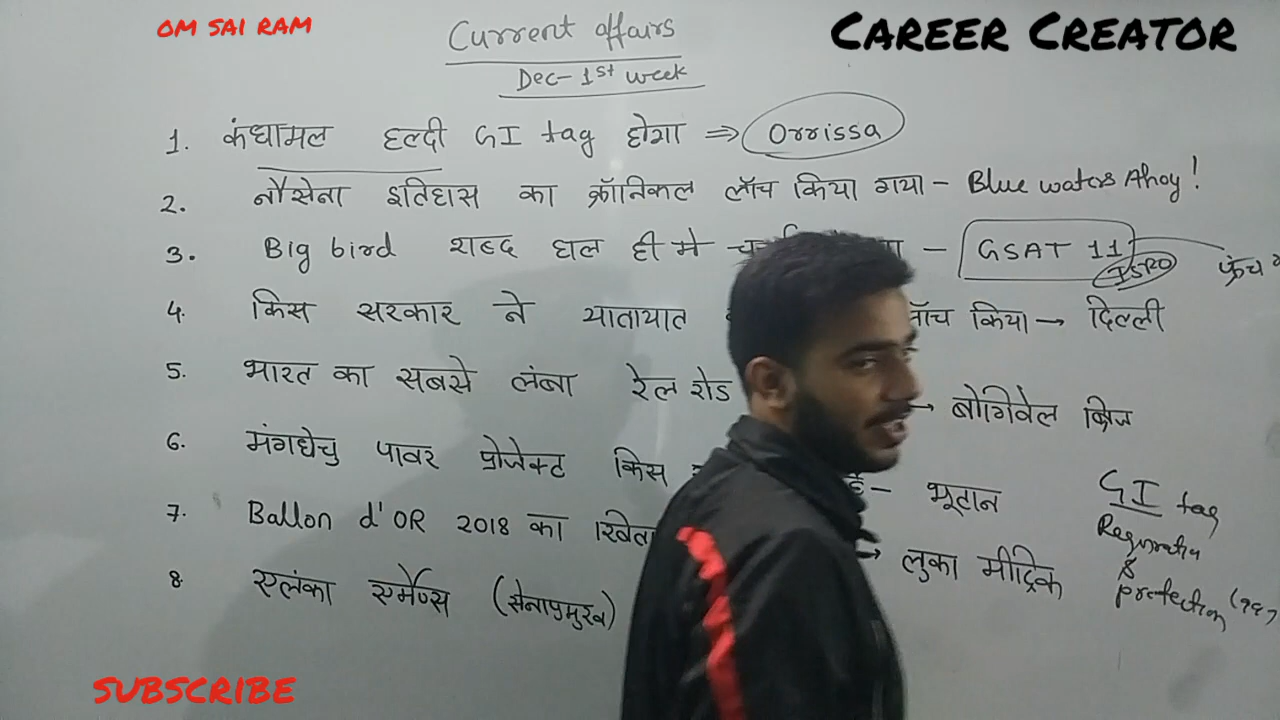 OM SAI RAM
CAREER CREATOR
Current affairs
Dec- 1st week
1. कंधामल हल्दी GI tag होगा ⇒ Orrissa
2. नौसेना इतिहास का क्रॉनिकल लॉच किया गया - Blue waters Ahoy!
3. Big bird शब्द हाल ही मे - GSAT 11
ISRO
4. किस सरकार ने यातायात लॉच किया → दिल्ली
5. भारत का सबसे लंबा रेल रोड → बोगिवेल ब्रिज
6. मंगधेचु पावर प्रोजेक्ट किस है - भूटान
7. Ballon d'OR 2018 का → लुका मौद्रिक
8 एलंका एर्मेण्स (सेनाप्रमुख)
GI tag
&
protection
SUBSCRIBE